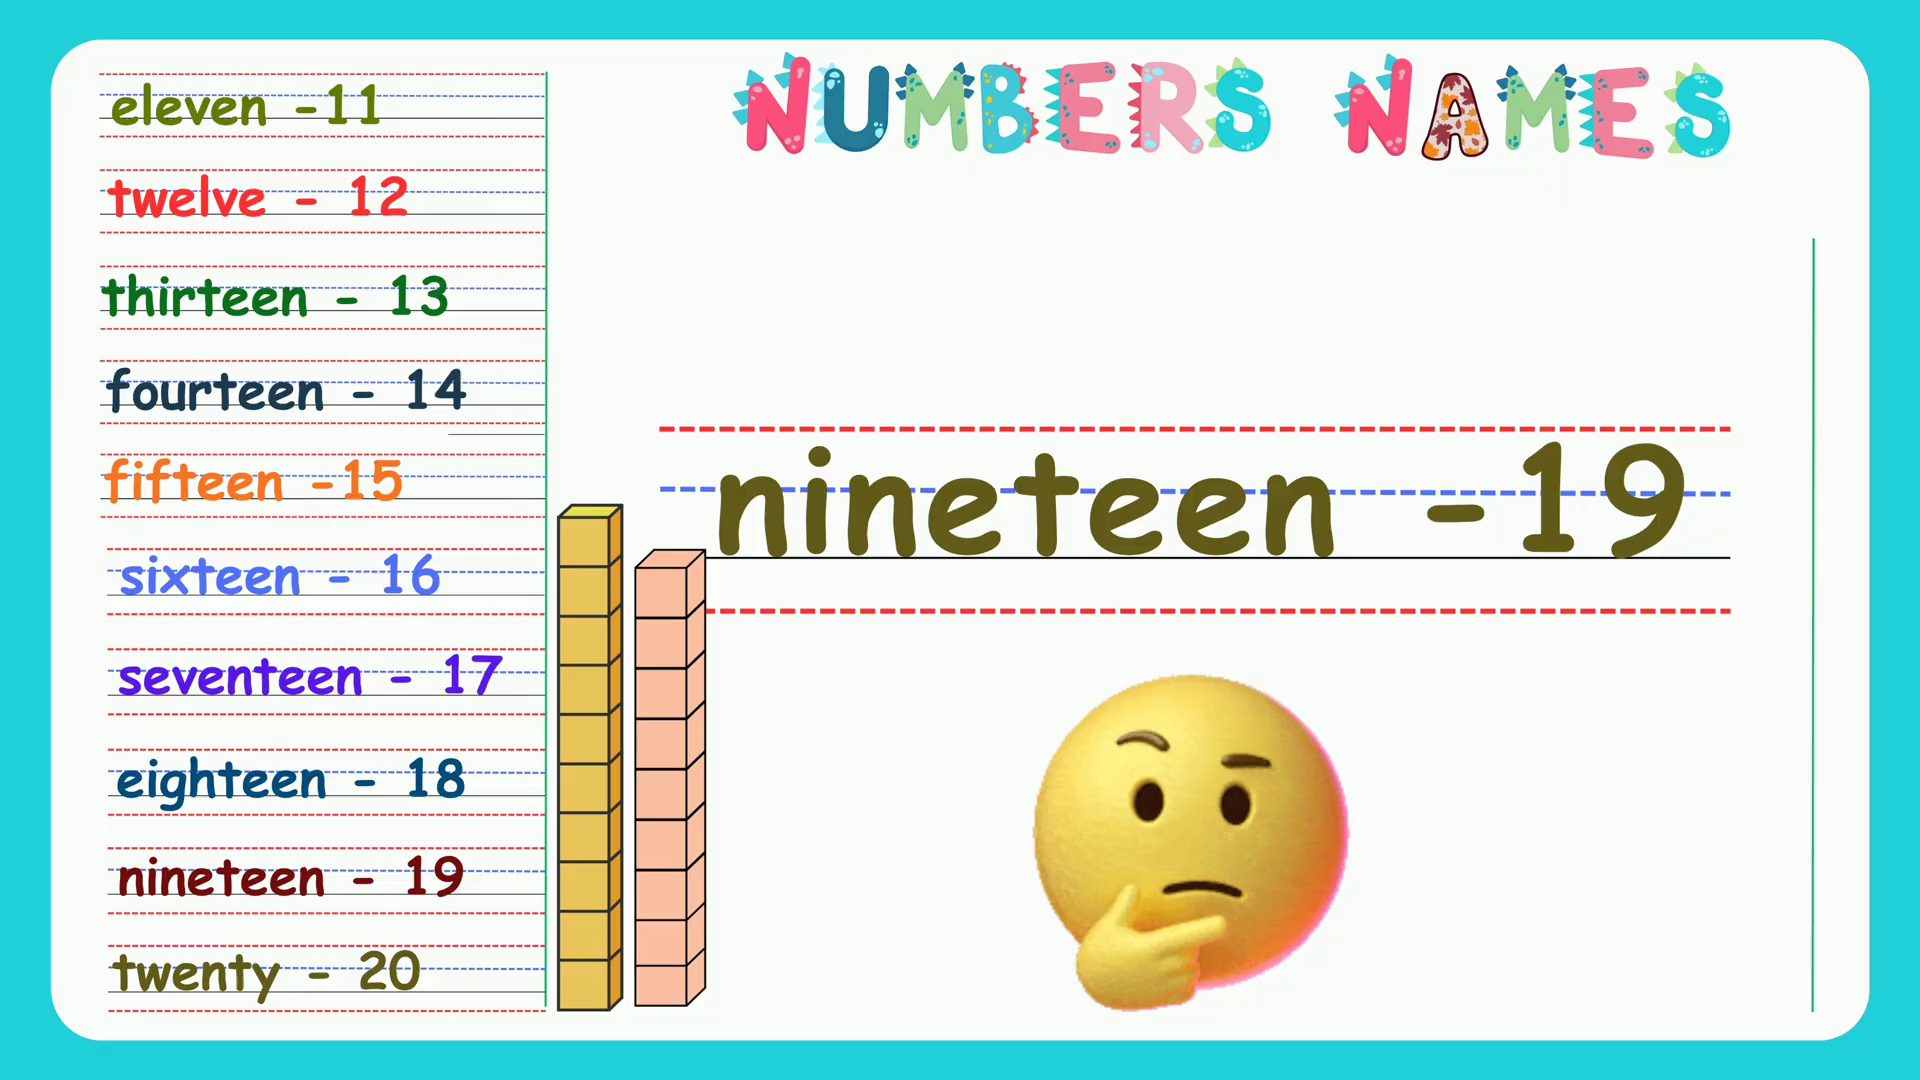 NUMBERS NAMES
eleven -11
twelve - 12
thirteen - 13
fourteen - 14
fifteen -15
sixteen - 16
seventeen - 17
eighteen - 18
nineteen - 19
twenty - 20
nineteen -19